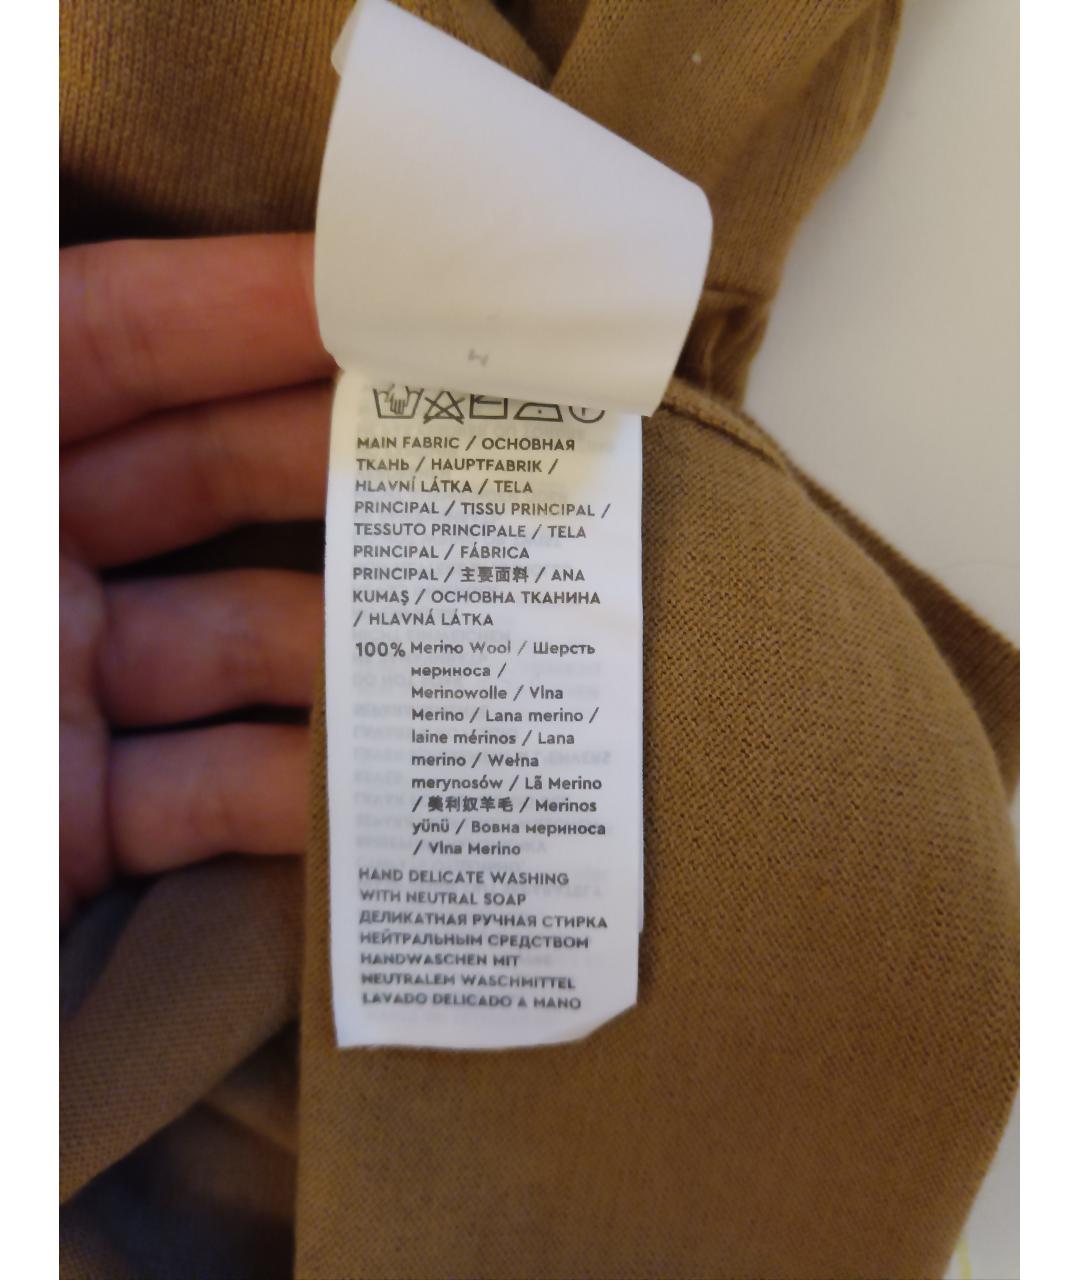 MAIN FABRIC / ОСНОВНАЯ
ТКАНЬ / HAUPTFABRIK /
HLAVNÍ LÁTKA / TELA
PRINCIPAL / TISSU PRINCIPAL /
TESSUTO PRINCIPALE / TELA
PRINCIPAL / FÁBRICA
PRINCIPAL / 主要面料 / ANA
KUMAŞ / ОСНОВНА ТКАНИНА
/ HLAVNÁ LÁTKA
100% Merino Wool / Шерсть
мериноса /
Merinowolle / Vlna
Merino / Lana merino /
laine mérinos / Lana
merino / Wełna
merynosów / Lã Merino
/ 美利奴羊毛 / Merinos
yünü / Вовна мериноса
/ Vlna Merino
HAND DELICATE WASHING
WITH NEUTRAL SOAP
ДЕЛИКАТНАЯ РУЧНАЯ СТИРКА
НЕЙТРАЛЬНЫМ СРЕДСТВОМ
HANDWASCHEN MIT
NEUTRALEM WASCHMITTEL
LAVADO DELICADO A MANO